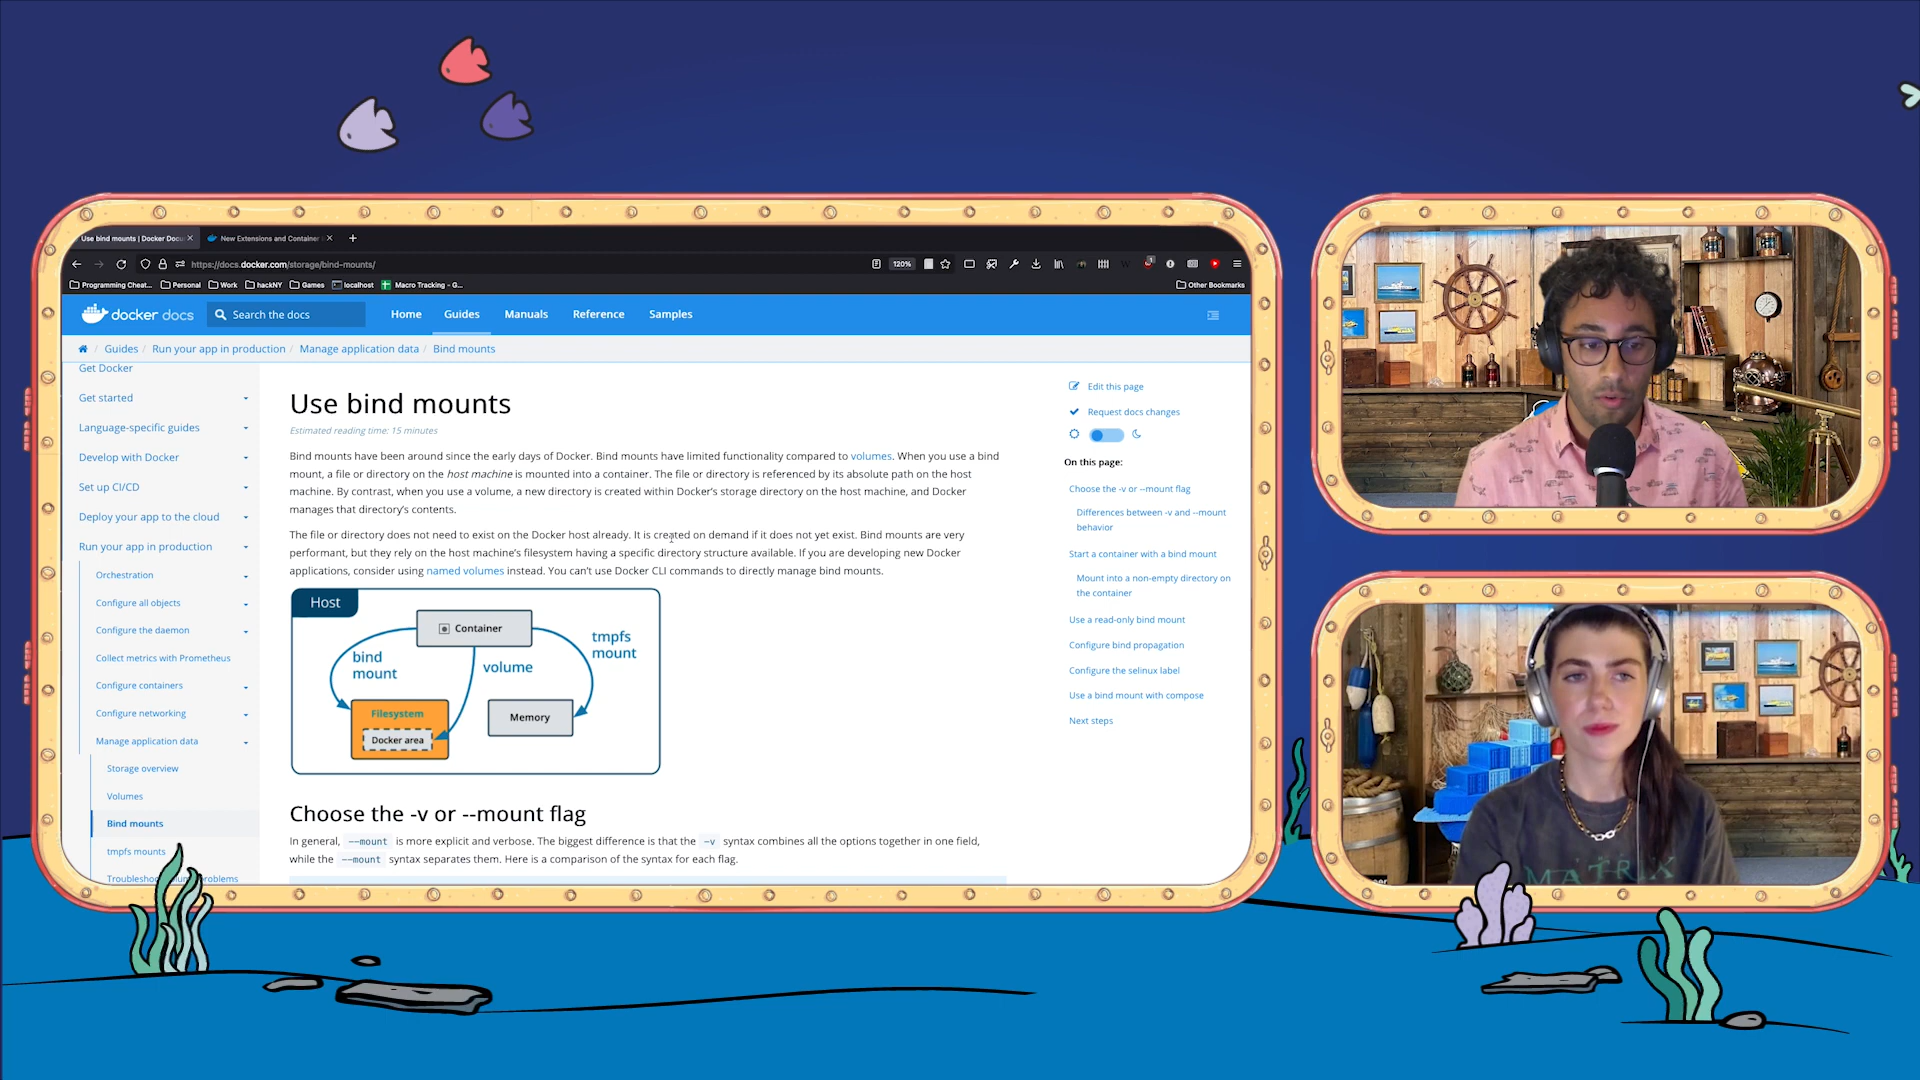 Use bind mounts | Docker Docu
New Extensions and Container
https://docs.docker.com/storage/bind-mounts/
120%
Programming Cheat...
Personal
Work
hackNY
Games
localhost
Macro Tracking - G...
Other Bookmarks
docker docs
Search the docs
Home
Guides
Manuals
Reference
Samples
Guides / Run your app in production / Manage application data / Bind mounts
Get Docker
Get started
Language-specific guides
Develop with Docker
Set up CI/CD
Deploy your app to the cloud
Run your app in production
Orchestration
Configure all objects
Configure the daemon
Collect metrics with Prometheus
Configure containers
Configure networking
Manage application data
Storage overview
Volumes
Bind mounts
tmpfs mounts
Use bind mounts
Estimated reading time: 15 minutes
Bind mounts have been around since the early days of Docker. Bind mounts have limited functionality compared to volumes. When you use a bind
mount, a file or directory on the host machine is mounted into a container. The file or directory is referenced by its absolute path on the host
machine. By contrast, when you use a volume, a new directory is created within Docker's storage directory on the host machine, and Docker
manages that directory's contents.
The file or directory does not need to exist on the Docker host already. It is created on demand if it does not yet exist. Bind mounts are very
performant, but they rely on the host machine's filesystem having a specific directory structure available. If you are developing new Docker
applications, consider using named volumes instead. You can't use Docker CLI commands to directly manage bind mounts.
Host
Container
bind
mount
volume
tmpfs
mount
Filesystem
Docker area
Memory
Choose the -v or --mount flag
In general, --mount is more explicit and verbose. The biggest difference is that the -v syntax combines all the options together in one field,
while the --mount syntax separates them. Here is a comparison of the syntax for each flag.
Edit this page
Request docs changes
On this page:
Choose the -v or --mount flag
Differences between -v and --mount
behavior
Start a container with a bind mount
Mount into a non-empty directory on
the container
Use a read-only bind mount
Configure bind propagation
Configure the selinux label
Use a bind mount with compose
Next steps
MATRIX